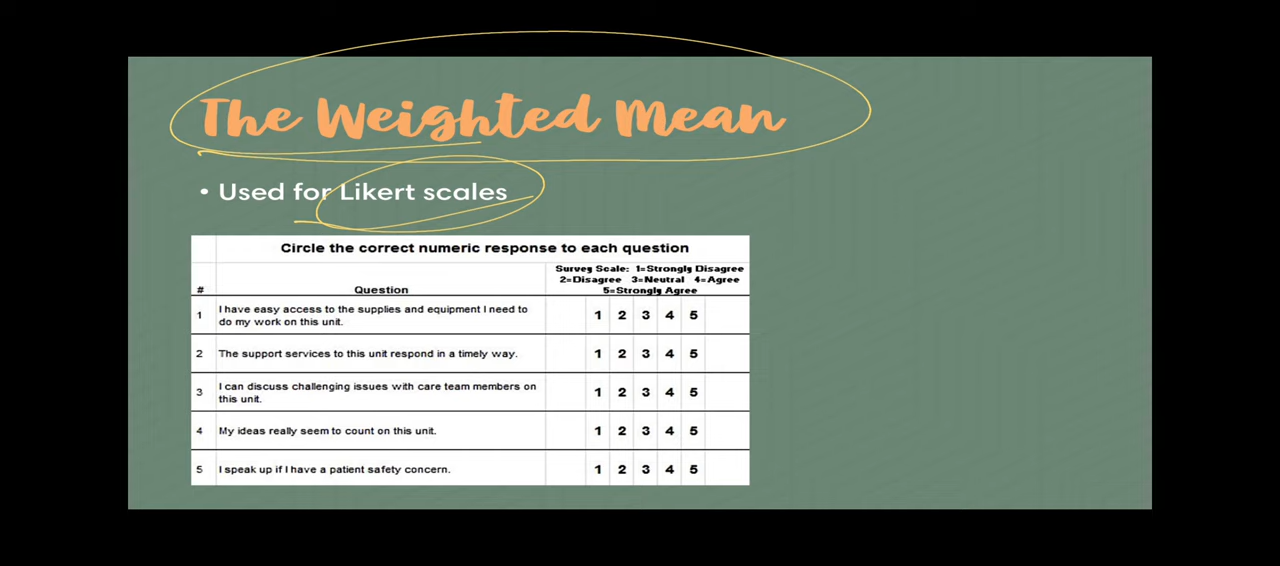 The Weighted Mean
• Used for Likert scales
Circle the correct numeric response to each question
# Question Survey Scale: 1=Strongly Disagree
2=Disagree 3=Neutral 4=Agree
5=Strongly Agree
1 I have easy access to the supplies and equipment I need to
do my work on this unit. 1 2 3 4 5
2 The support services to this unit respond in a timely way. 1 2 3 4 5
3 I can discuss challenging issues with care team members on
this unit. 1 2 3 4 5
4 My ideas really seem to count on this unit. 1 2 3 4 5
5 I speak up if I have a patient safety concern. 1 2 3 4 5